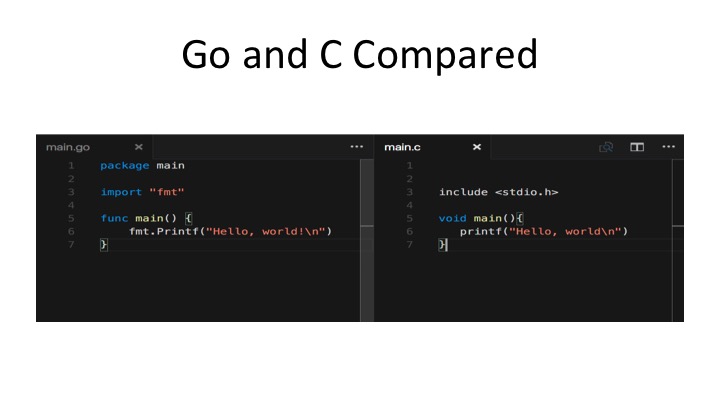 Go and C Compared
main.go × ···
1 package main
2
3 import "fmt"
4
5 func main() {
6 fmt.Printf("Hello, world!\n")
7 }
main.c × ···
1
2
3 include <stdio.h>
4
5 void main(){
6 printf("Hello, world\n")
7 }